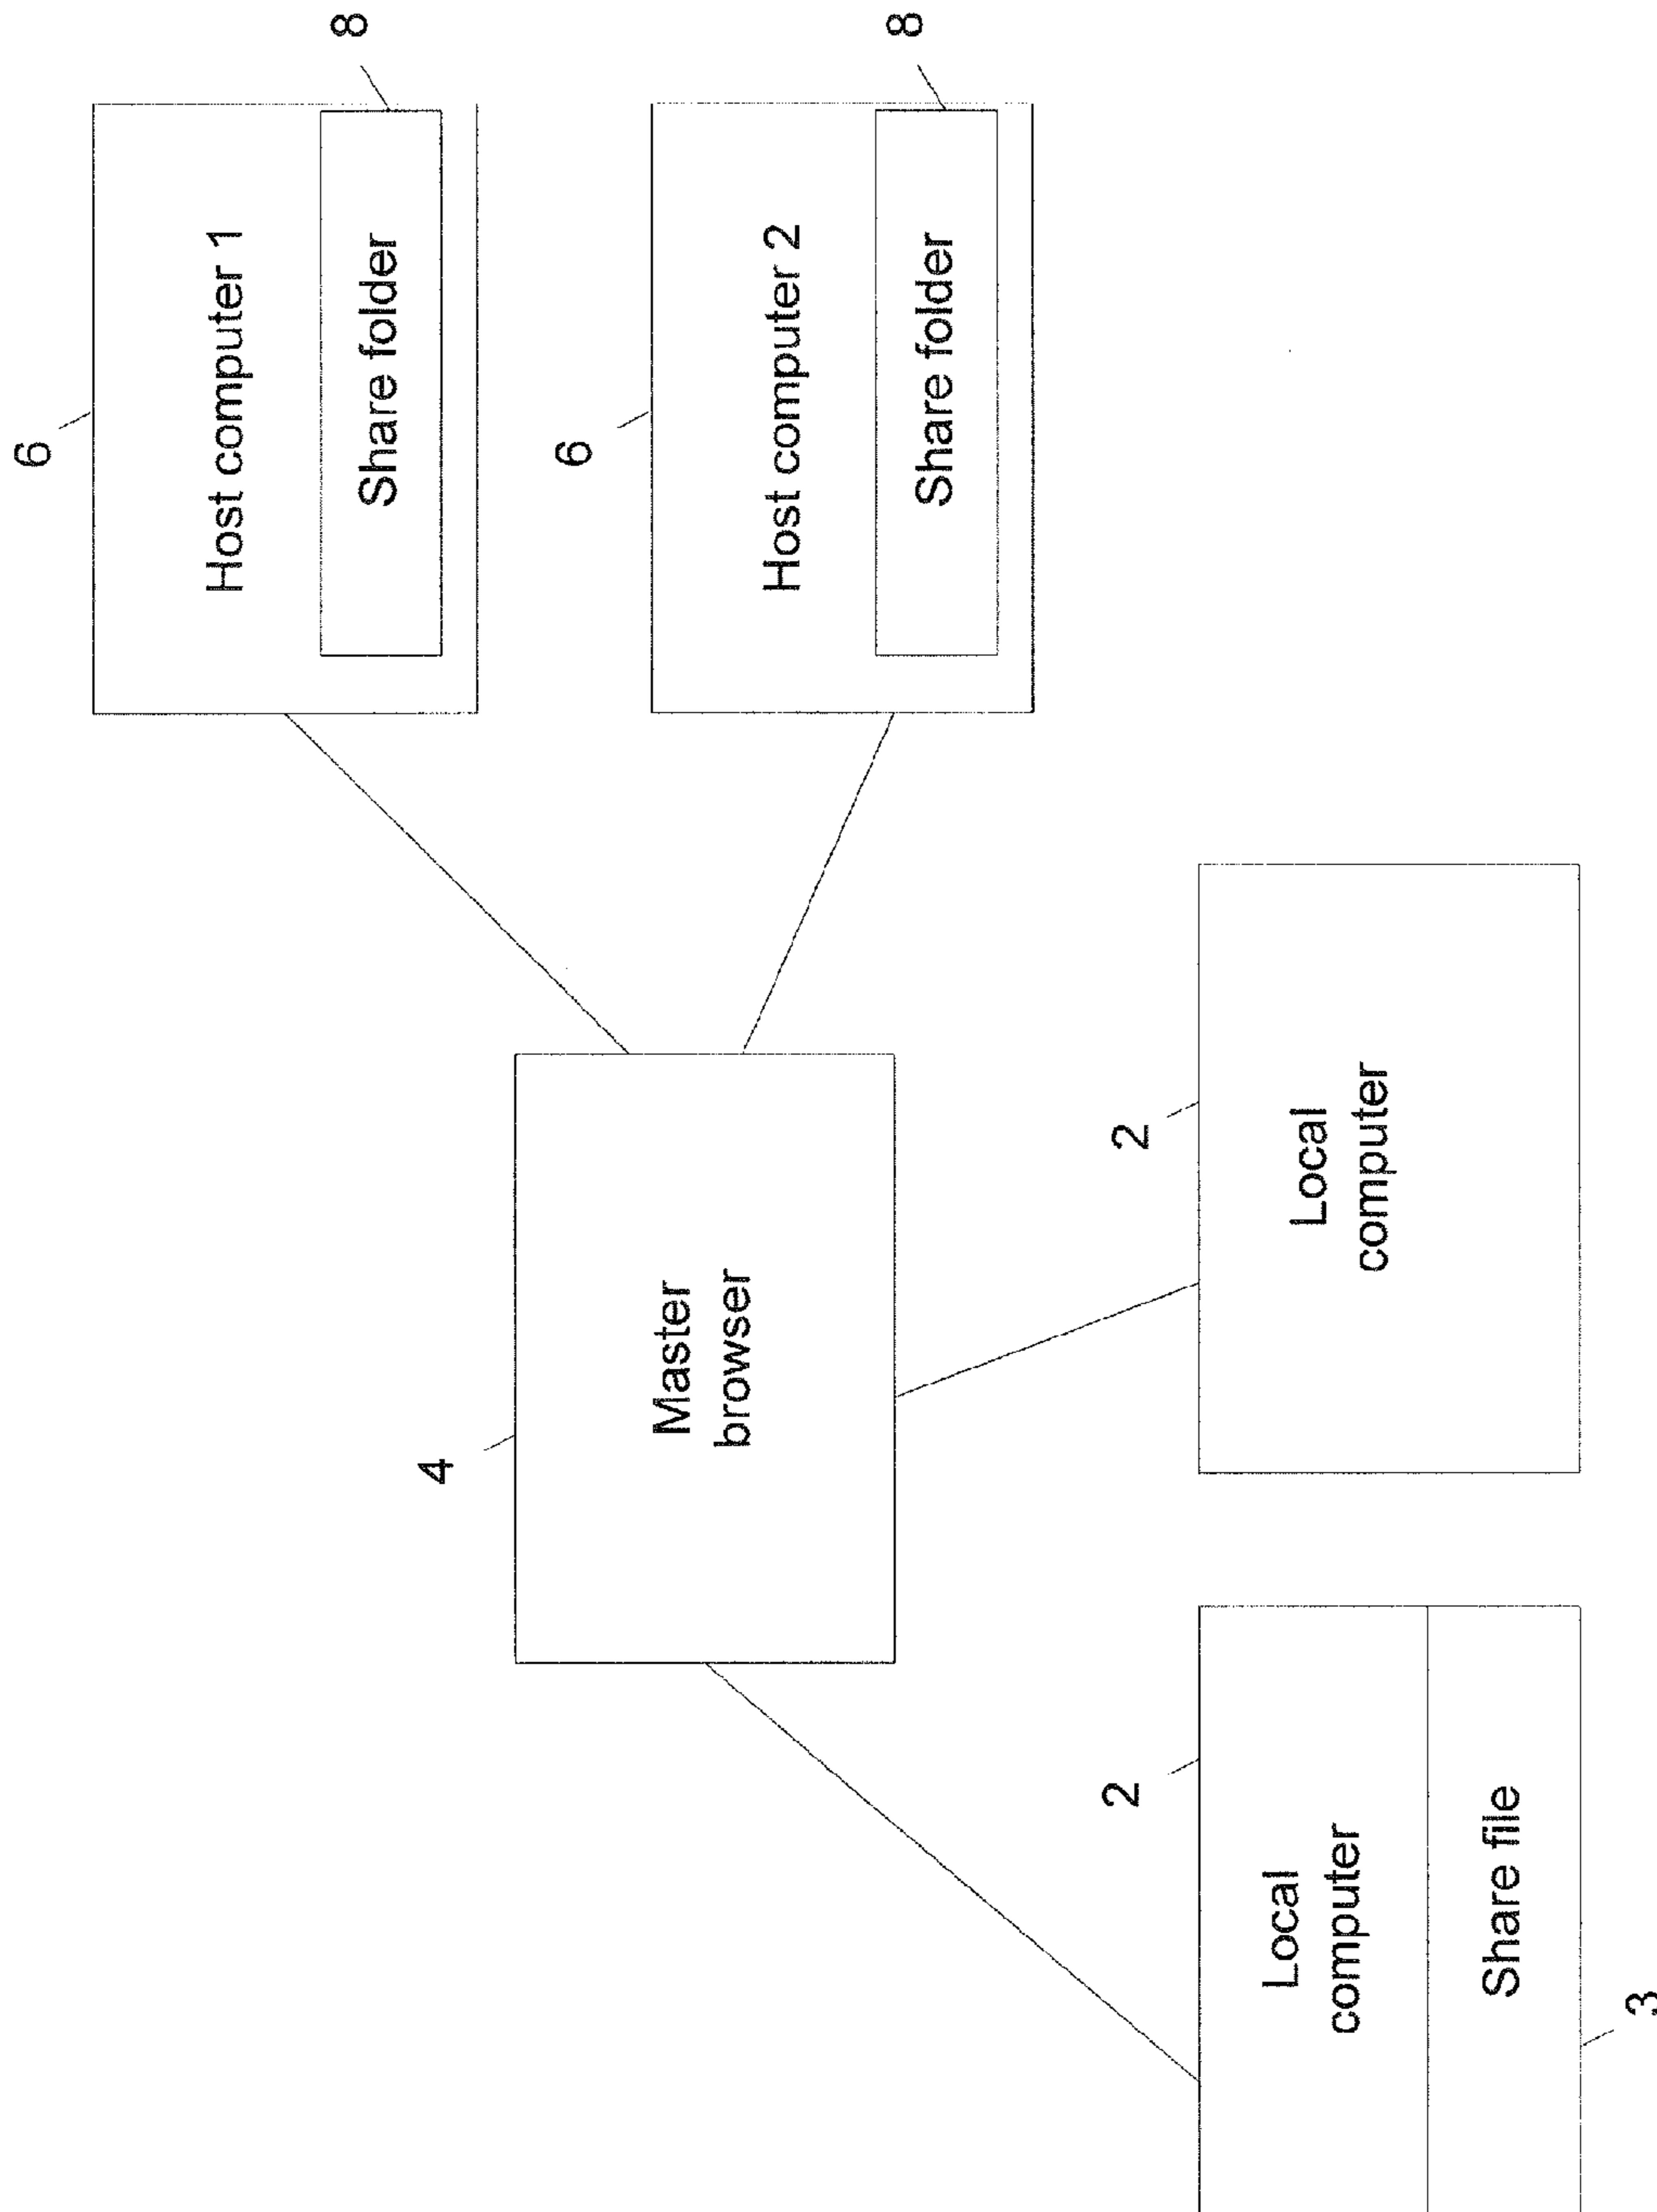 6
Host computer 1
Share folder
8
4
Master
browser
6
Host computer 2
Share folder
8
2
Local
computer
Share file
3
2
Local
computer